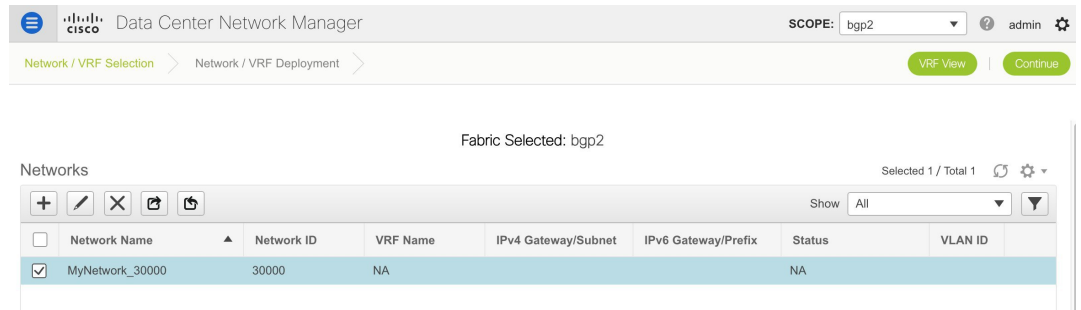 cisco Data Center Network Manager SCOPE: bgp2 admin
Network / VRF Selection Network / VRF Deployment VRF View Continue
Fabric Selected: bgp2
Networks Selected 1 / Total 1
Show All
Network Name Network ID VRF Name IPv4 Gateway/Subnet IPv6 Gateway/Prefix Status VLAN ID
MyNetwork_30000 30000 NA NA